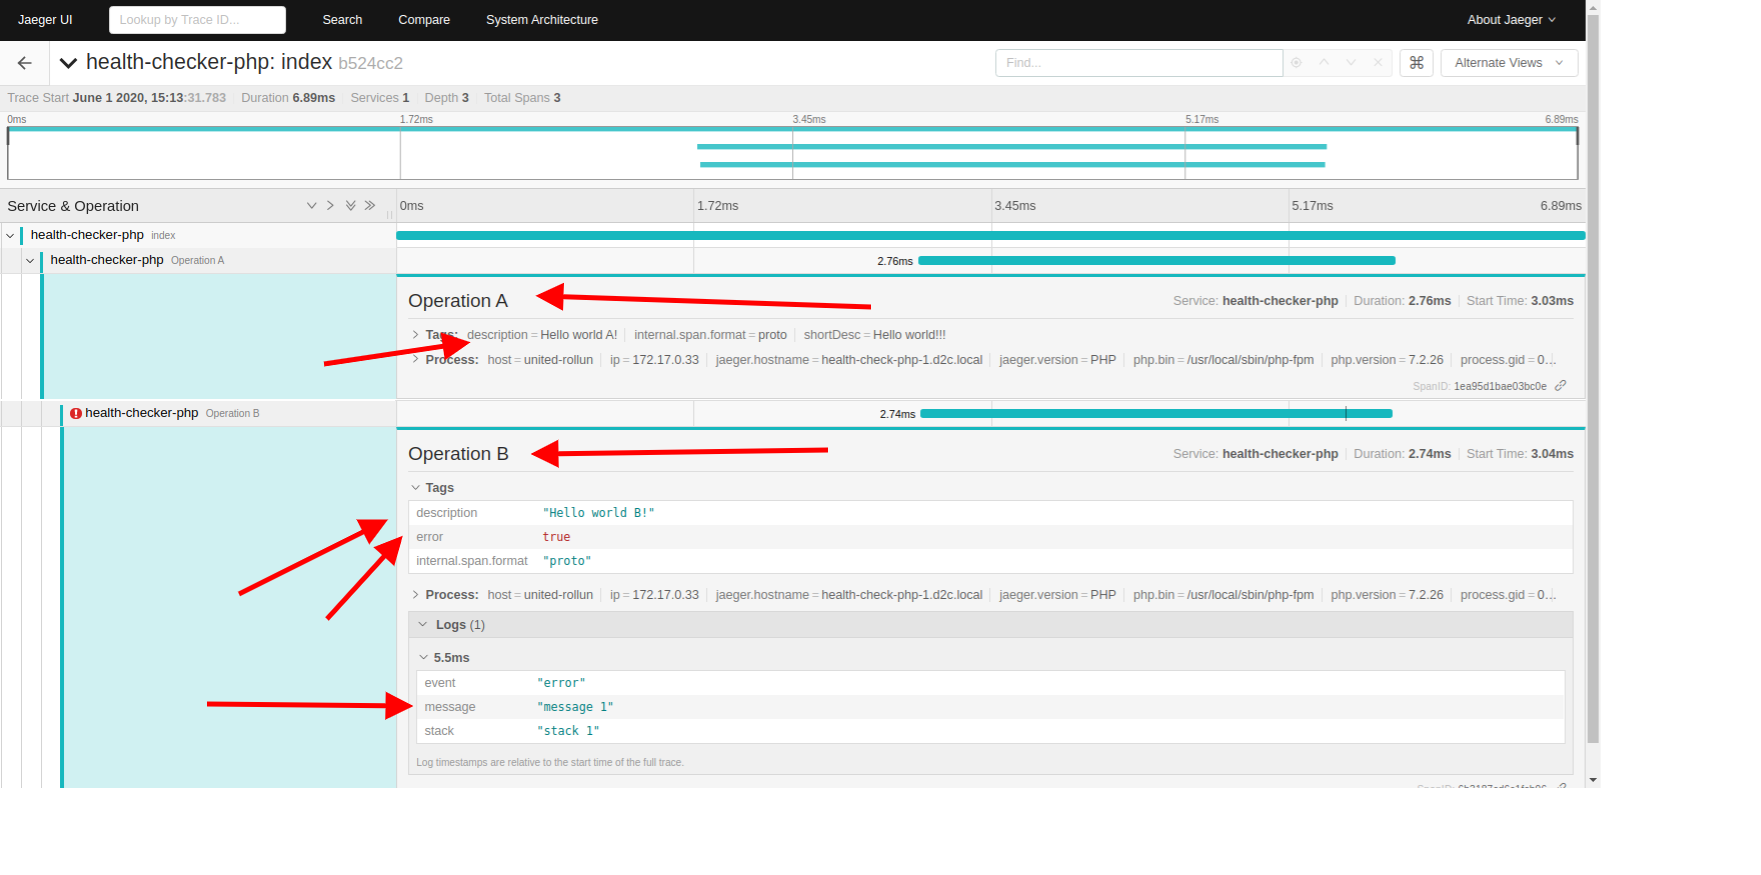 Jaeger UI Lookup by Trace ID... Search Compare System Architecture About Jaeger
health-checker-php: index b524cc2 Find... ⌘ Alternate Views
Trace Start June 1 2020, 15:13:31.783 Duration 6.89ms Services 1 Depth 3 Total Spans 3
0ms 1.72ms 3.45ms 5.17ms 6.89ms
Service & Operation 0ms 1.72ms 3.45ms 5.17ms 6.89ms
health-checker-php index
health-checker-php Operation A 2.76ms
Operation A Service: health-checker-php Duration: 2.76ms Start Time: 3.03ms
Tags: description = Hello world A! internal.span.format = proto shortDesc = Hello world!!!
Process: host = united-rollun ip = 172.17.0.33 jaeger.hostname = health-check-php-1.d2c.local jaeger.version = PHP php.bin = /usr/local/sbin/php-fpm php.version = 7.2.26 process.gid = 0...
SpanID: 1ea95d1bae03bc0e
health-checker-php Operation B 2.74ms
Operation B Service: health-checker-php Duration: 2.74ms Start Time: 3.04ms
Tags
description "Hello world B!"
error true
internal.span.format "proto"
Process: host = united-rollun ip = 172.17.0.33 jaeger.hostname = health-check-php-1.d2c.local jaeger.version = PHP php.bin = /usr/local/sbin/php-fpm php.version = 7.2.26 process.gid = 0...
Logs (1)
5.5ms
event "error"
message "message 1"
stack "stack 1"
Log timestamps are relative to the start time of the full trace.
SpanID: